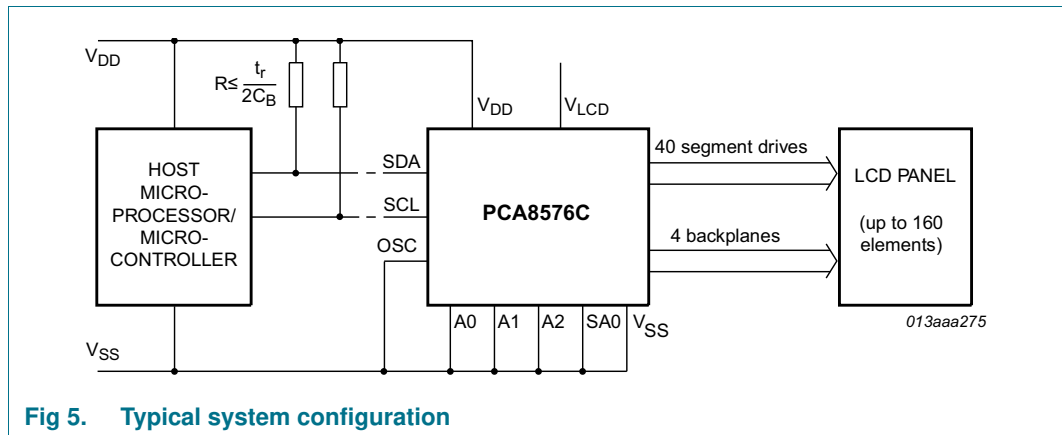 VDD
R≤ tr
2CB
VDD
VLCD
HOST
MICRO-
PROCESSOR/
MICRO-
CONTROLLER
SDA
SCL
OSC
PCA8576C
40 segment drives
4 backplanes
LCD PANEL
(up to 160
elements)
A0 A1 A2 SA0 VSS
013aaa275
VSS
Fig 5. Typical system configuration